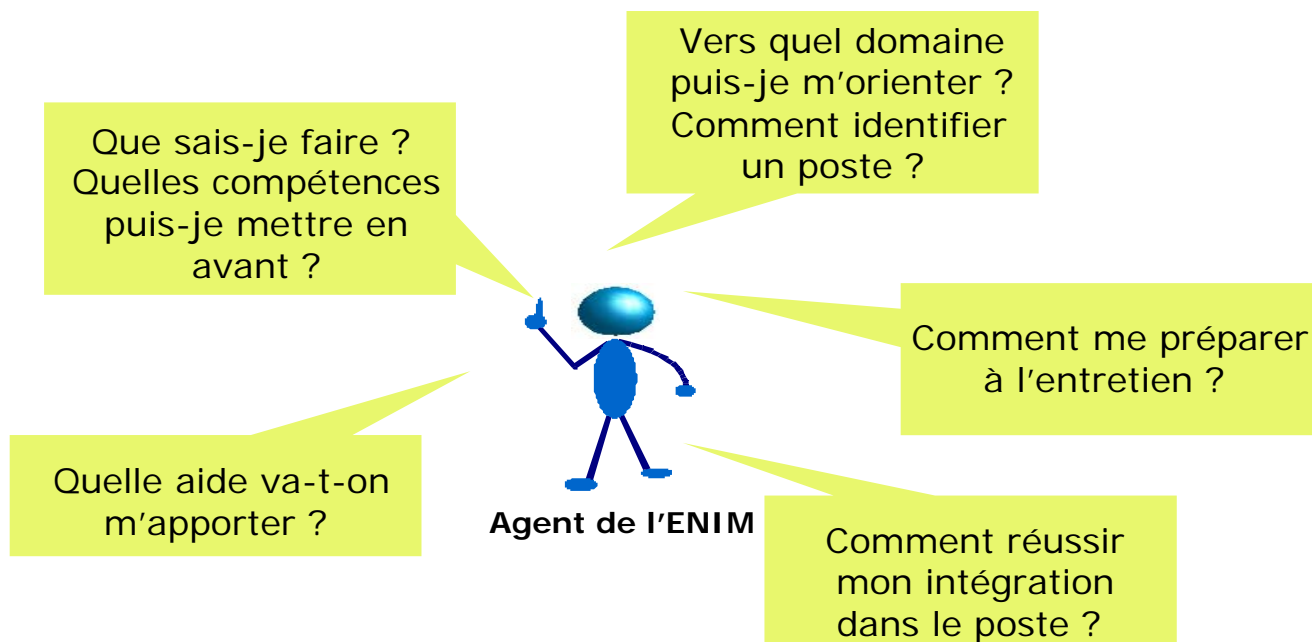 Vers quel domaine
puis-je m'orienter ?
Comment identifier
un poste ?
Que sais-je faire ?
Quelles compétences
puis-je mettre en
avant ?
Comment me préparer
à l'entretien ?
Quelle aide va-t-on
m'apporter ?
Agent de l'ENIM
Comment réussir
mon intégration
dans le poste ?